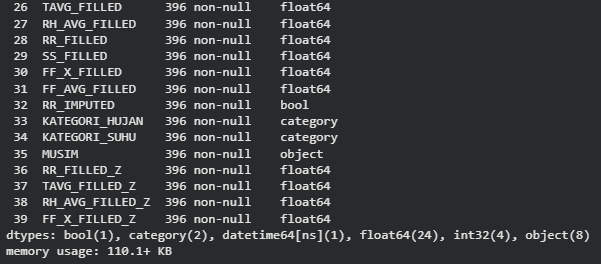 26 TAVG_FILLED 396 non-null float64
27 RH_AVG_FILLED 396 non-null float64
28 RR_FILLED 396 non-null float64
29 SS_FILLED 396 non-null float64
30 FF_X_FILLED 396 non-null float64
31 FF_AVG_FILLED 396 non-null float64
32 RR_IMPUTED 396 non-null bool
33 KATEGORI_HUJAN 396 non-null category
34 KATEGORI_SUHU 396 non-null category
35 MUSIM 396 non-null object
36 RR_FILLED_Z 396 non-null float64
37 TAVG_FILLED_Z 396 non-null float64
38 RH_AVG_FILLED_Z 396 non-null float64
39 FF_X_FILLED_Z 396 non-null float64
dtypes: bool(1), category(2), datetime64[ns](1), float64(24), int32(4), object(8)
memory usage: 110.1+ KB